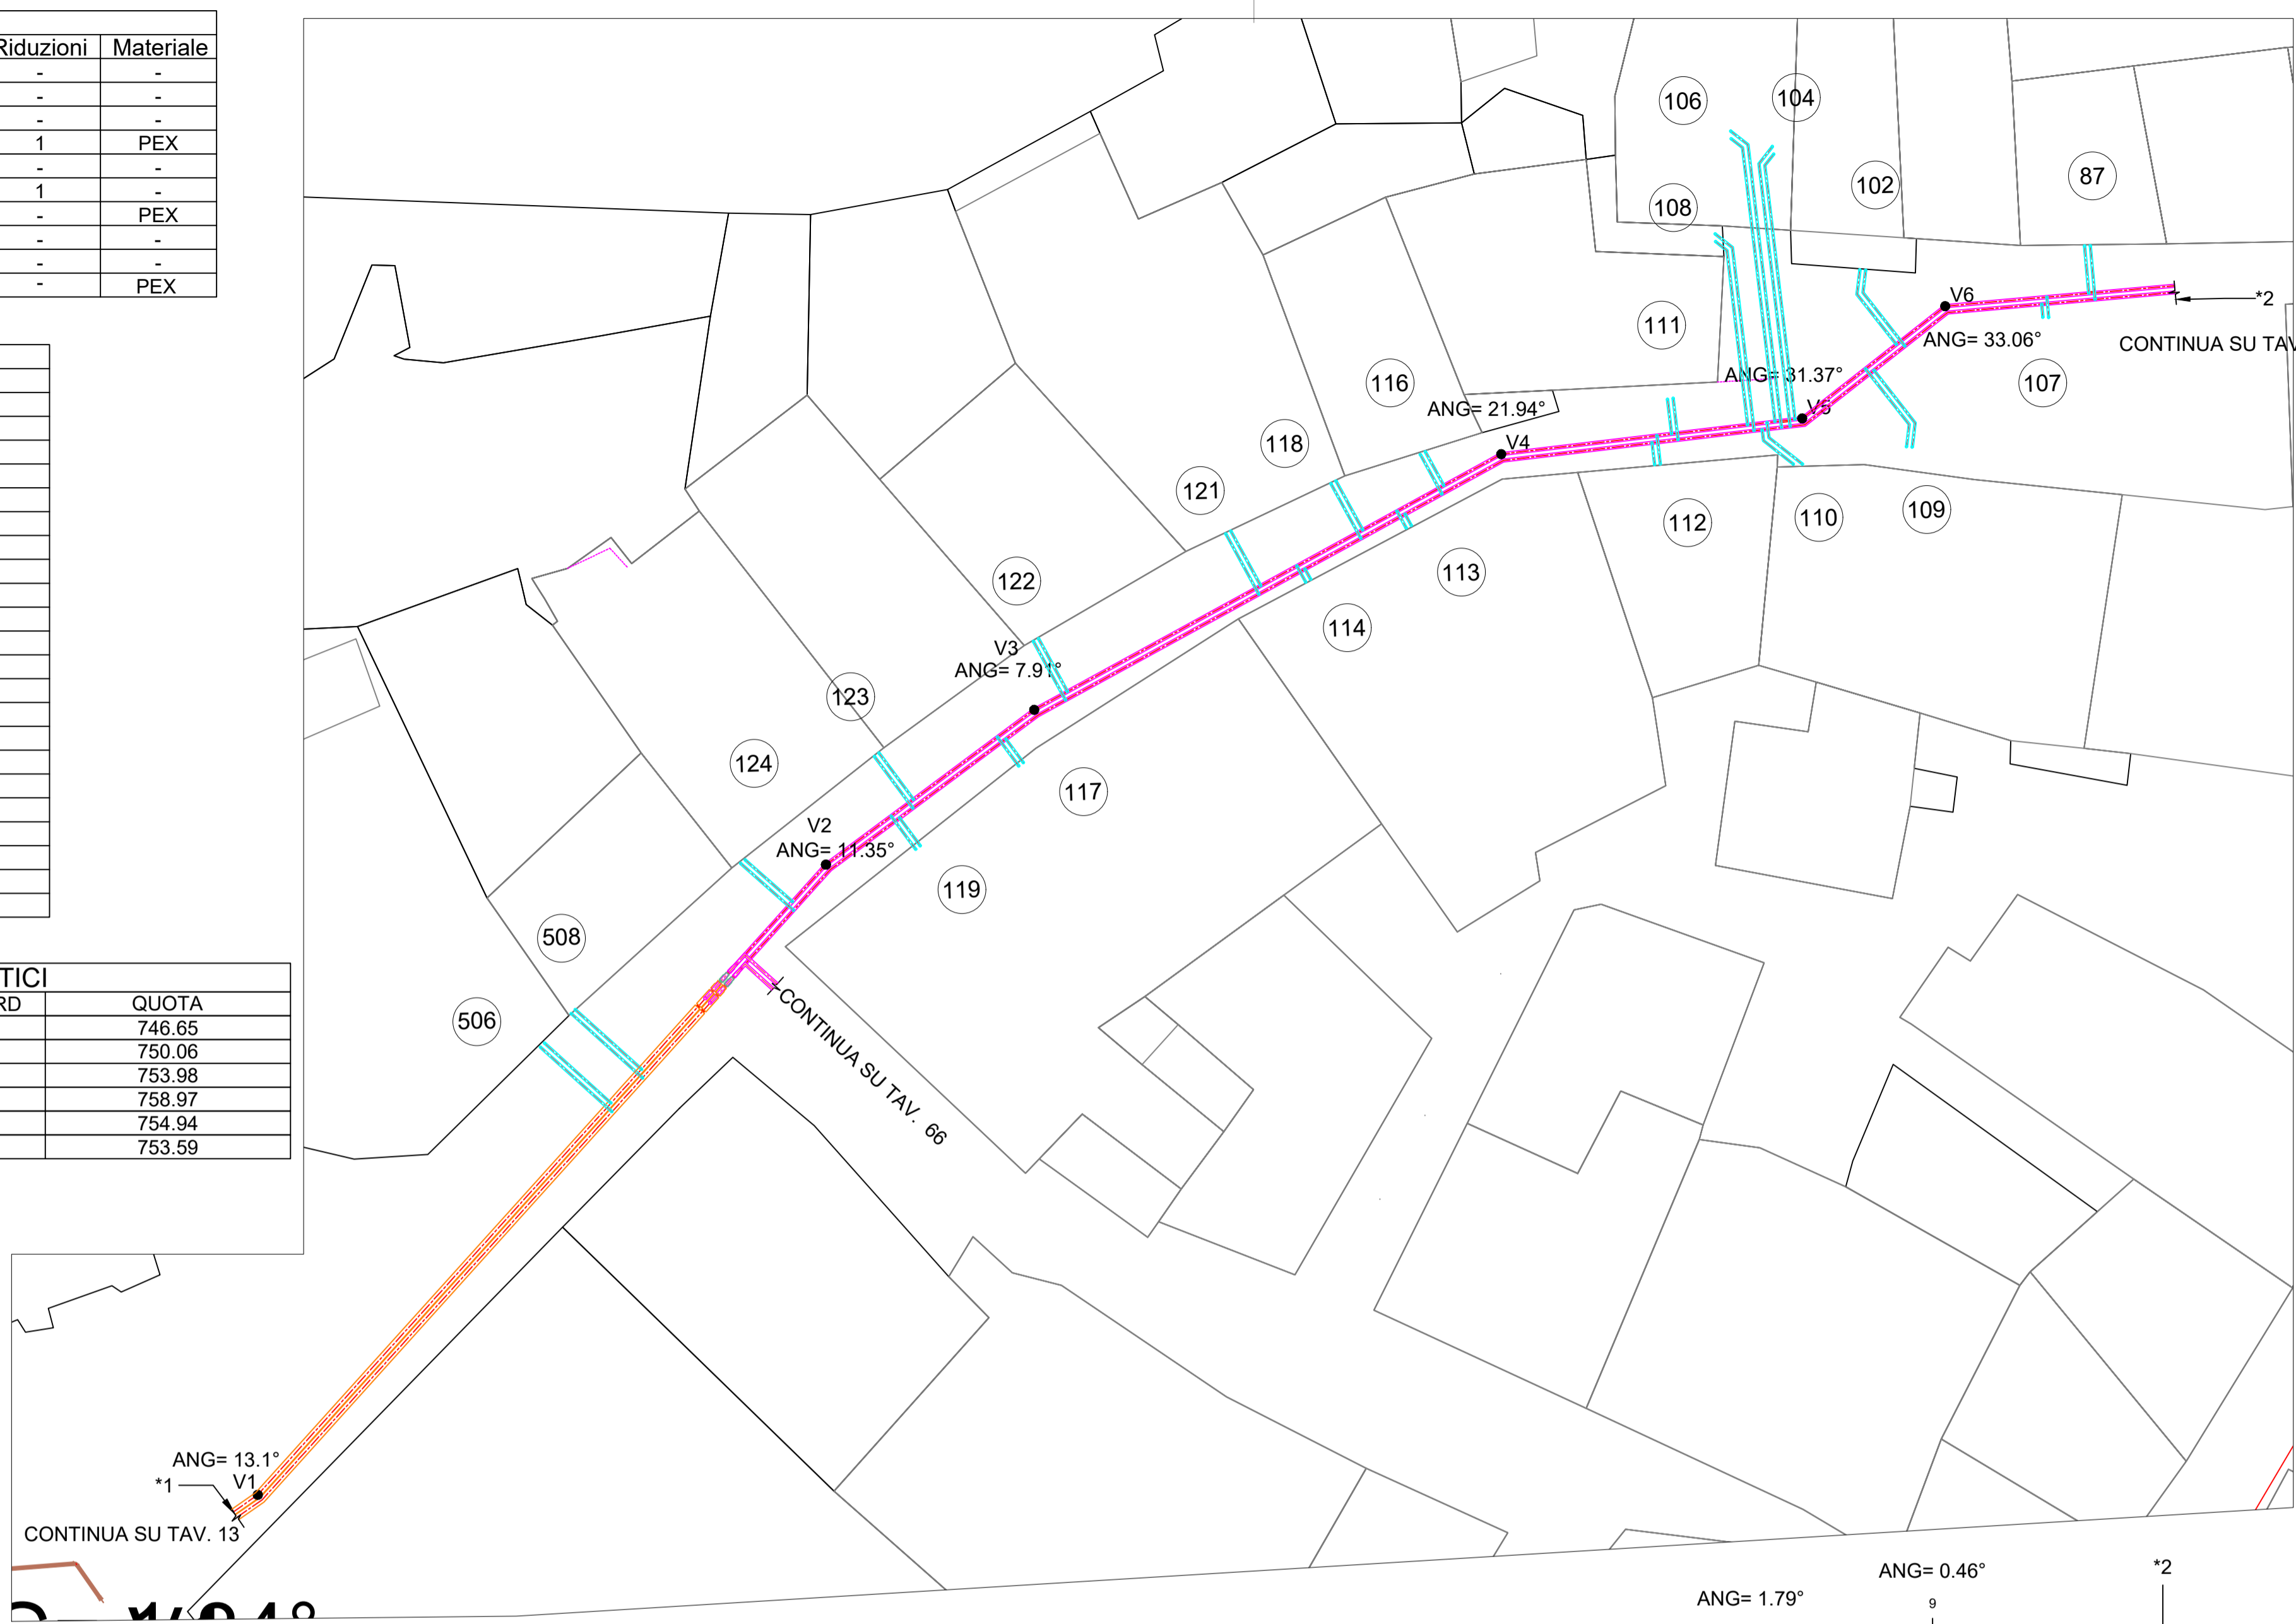 Riduzioni Materiale
- -
- -
- -
1 PEX
- -
1 -
- PEX
- -
- -
- PEX
TICI
RD QUOTA
746.65
750.06
753.98
758.97
754.94
753.59
106
104
102
87
108
111
V6
*2
ANG= 33.06°
CONTINUA SU TAV
107
ANG= 31.37°
V5
116
ANG= 21.94°
V4
118
121
112
110
109
113
114
122
V3
ANG= 7.91°
123
124
117
V2
ANG= 11.35°
119
508
506
CONTINUA SU TAV. 66
ANG= 13.1°
*1
V1
CONTINUA SU TAV. 13
ANG= 0.46°
*2
ANG= 1.79°
9